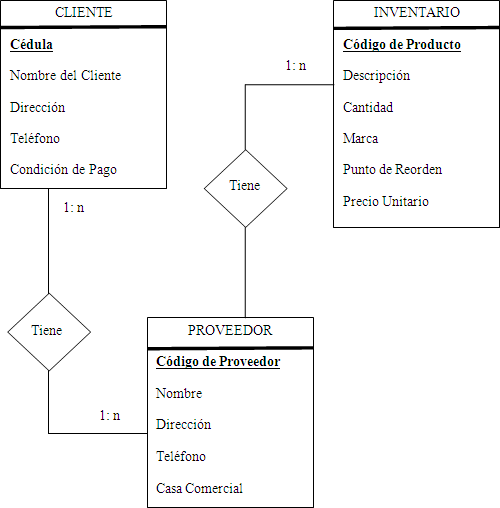 CLIENTE
Cédula
Nombre del Cliente
Dirección
Teléfono
Condición de Pago
INVENTARIO
Código de Producto
Descripción
Cantidad
Marca
Punto de Reorden
Precio Unitario
1: n
Tiene
1: n
Tiene
1: n
PROVEEDOR
Código de Proveedor
Nombre
Dirección
Teléfono
Casa Comercial